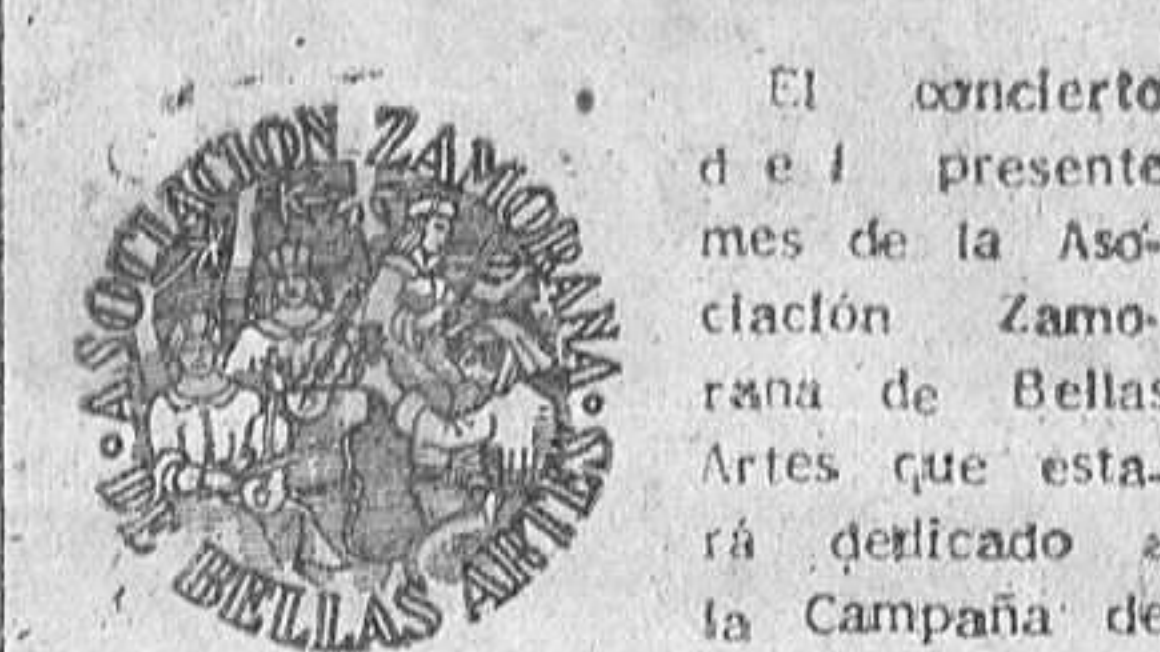 ASOCIACION ZAMORANA
DE BELLAS ARTES
El concierto
del presente
mes de la Aso-
ciación Zamo-
rana de Bellas
Artes que esta-
rá dedicado a
la Campaña de